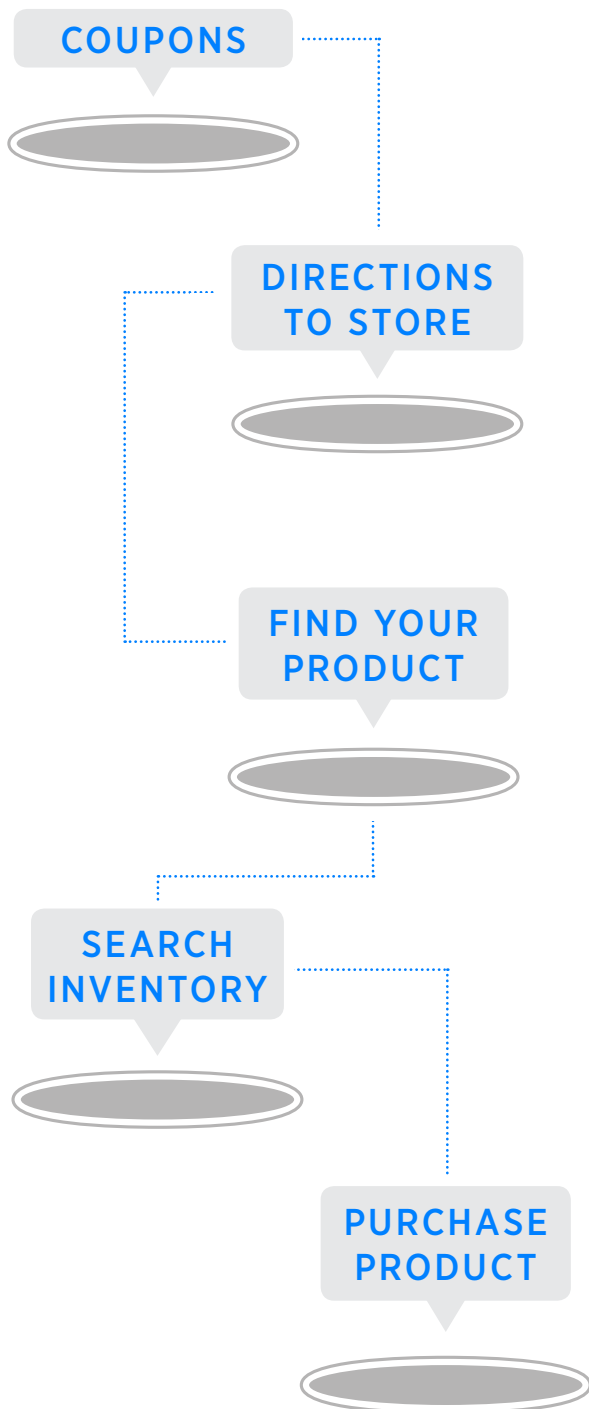 COUPONS
DIRECTIONS
TO STORE
FIND YOUR
PRODUCT
SEARCH
INVENTORY
PURCHASE
PRODUCT